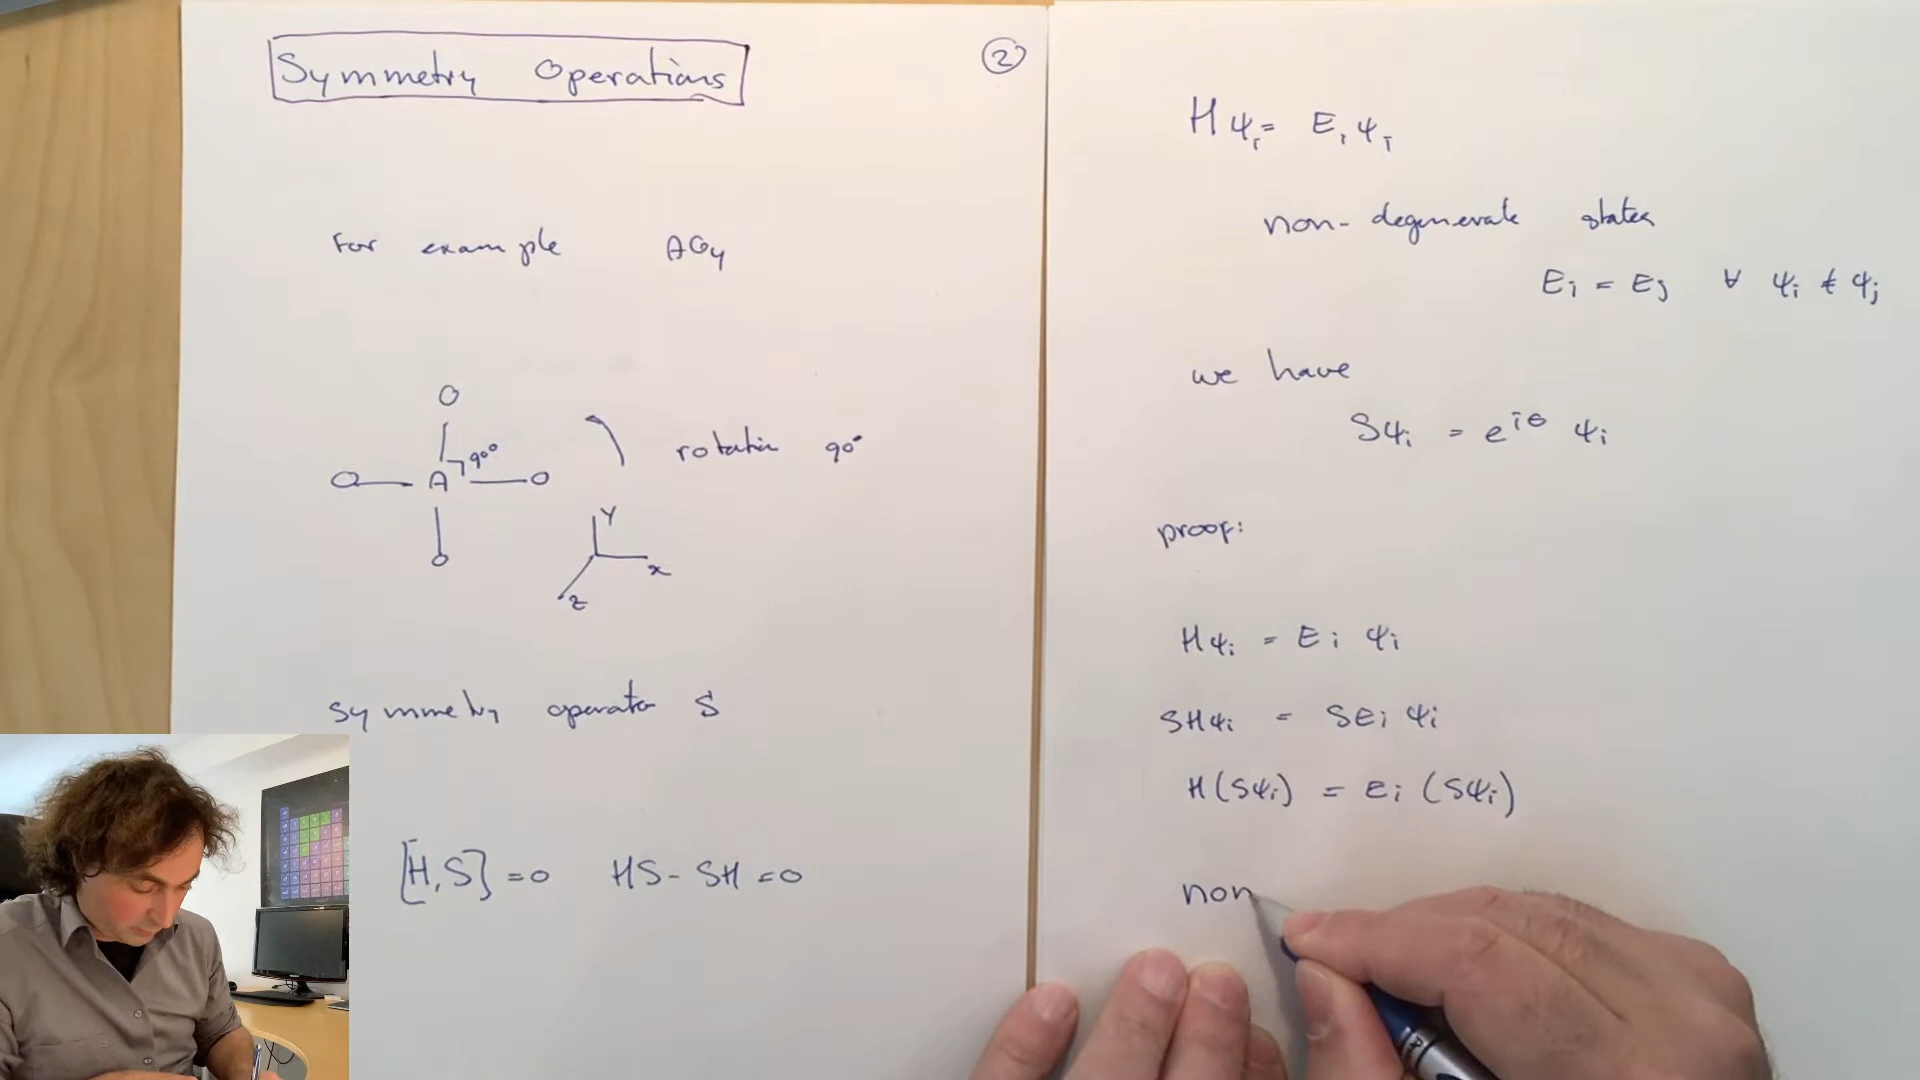 Symmetry Operations
2
For example AO4
O
90°
O A O
O
rotation 90°
Y
x
z
symmetry operator S
[H,S] = 0 HS - SH = 0
Hψi = Ei ψi
non-degenerate states
Ei = Ej ∀ ψi ≠ ψj
we have
Sψi = e^iθ ψi
proof:
Hψi = Ei ψi
SHψi = SEi ψi
H(Sψi) = Ei (Sψi)
non